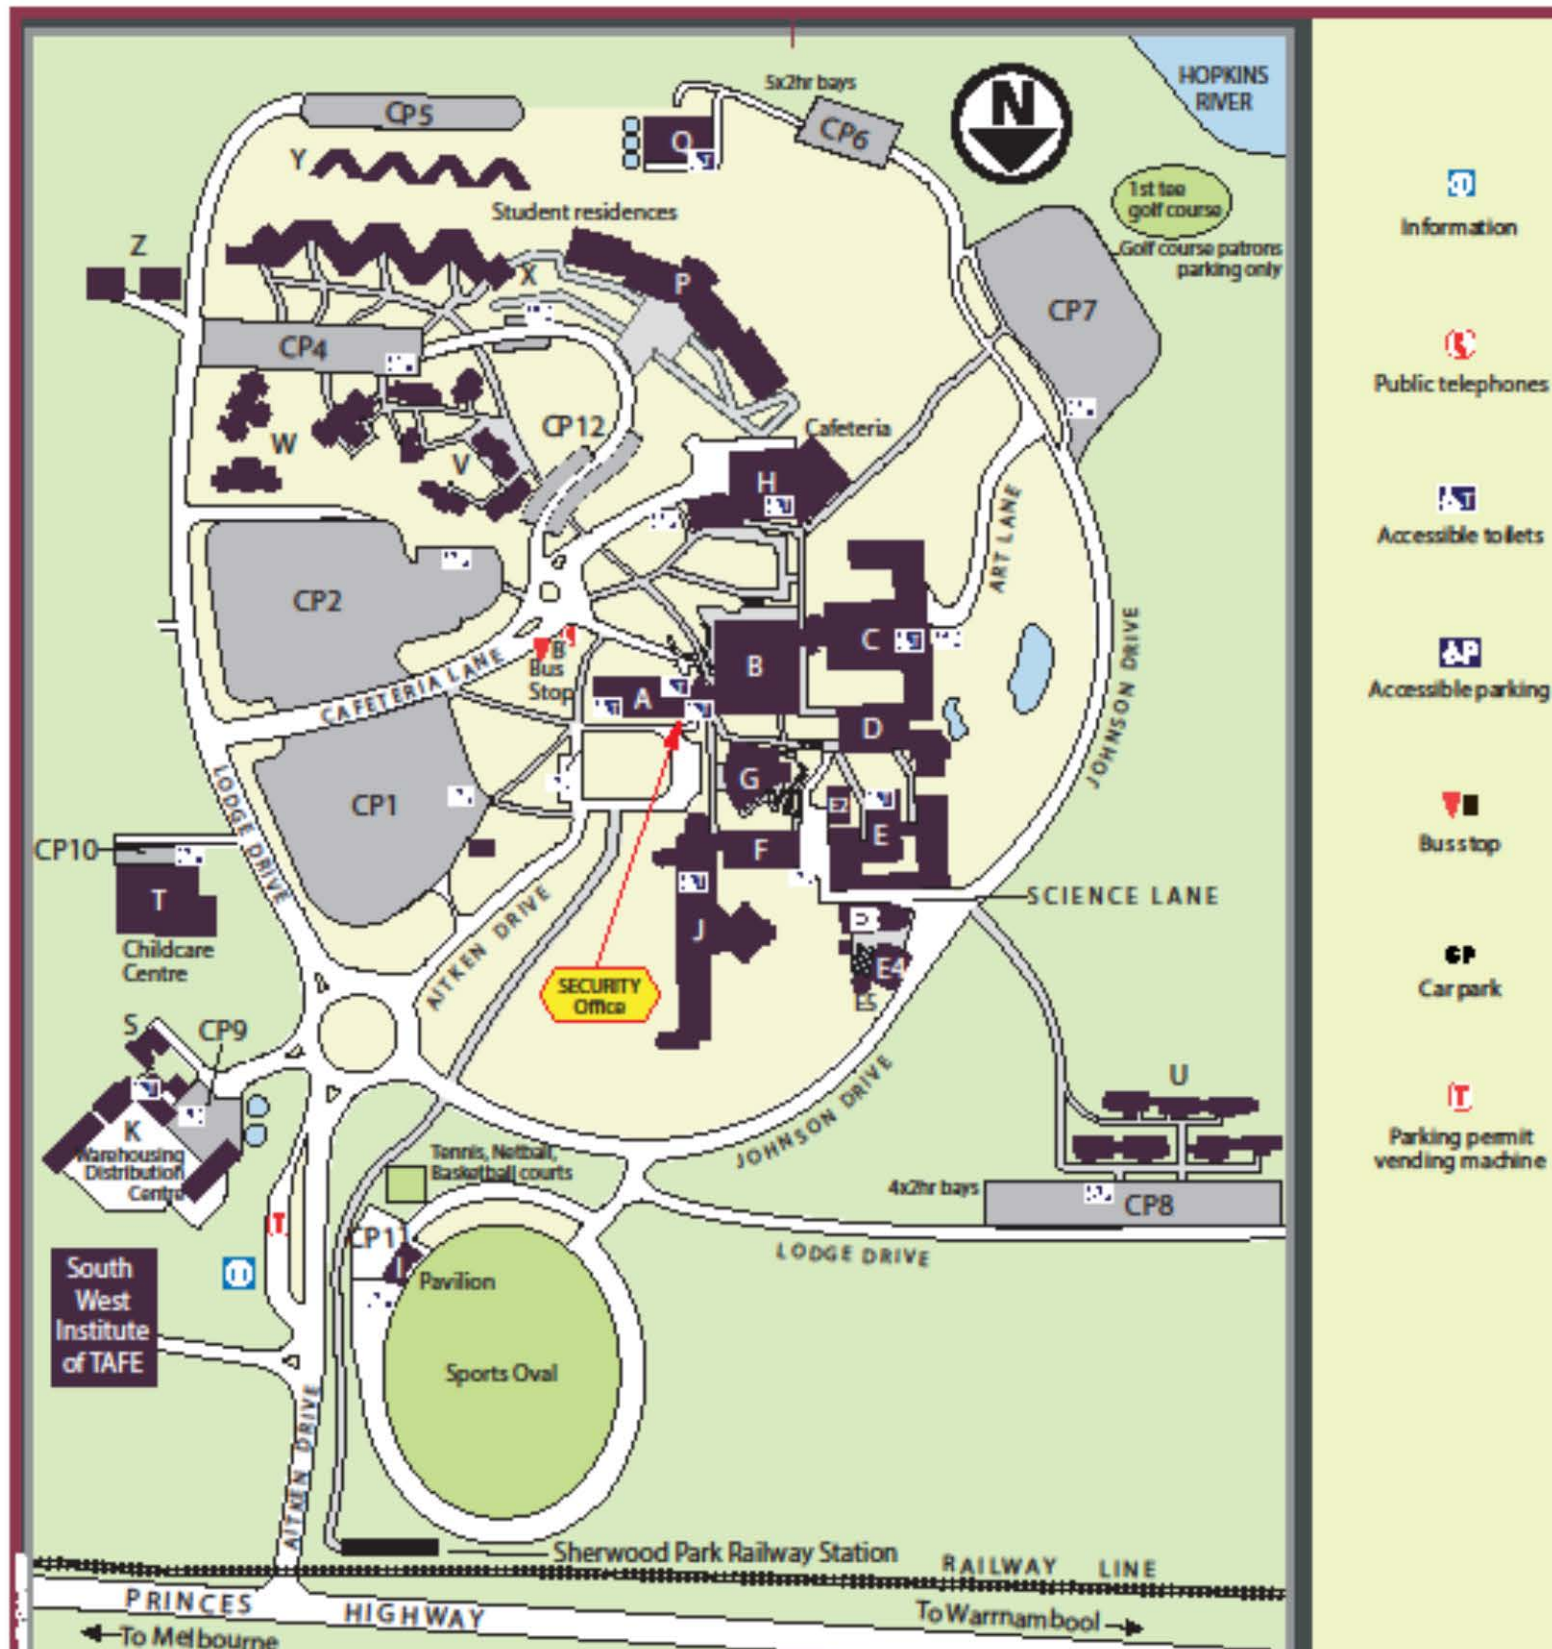 5x2hr bays
N
HOPKINS
RIVER
CP5
CP6
Q
Y
1st tee
golf course
Golf course patrons
parking only
Student residences
Z
X
P
CP7
CP4
W
V
CP12
Cafeteria
H
ART LANE
CP2
C
B
JOHNSON DRIVE
CAFETERIA LANE
B
Bus
Stop
A
D
G
LODGE DRIVE
CP1
E2
E
F
CP10
T
Childcare
Centre
AITKEN DRIVE
J
SCIENCE LANE
E4
E5
SECURITY
Office
S
CP9
K
Warehousing
Distribution
Centre
JOHNSON DRIVE
U
Tennis, Netball,
Basketball courts
4x2hr bays
CP8
CP11
I
Pavilion
LODGE DRIVE
T
South
West
Institute
of TAFE
Sports Oval
AITKEN DRIVE
Sherwood Park Railway Station
RAILWAY LINE
PRINCES HIGHWAY
To Warrnambool
To Melbourne
Information
Public telephones
T
Accessible toilets
P
Accessible parking
Bus stop
CP
Car park
T
Parking permit
vending machine